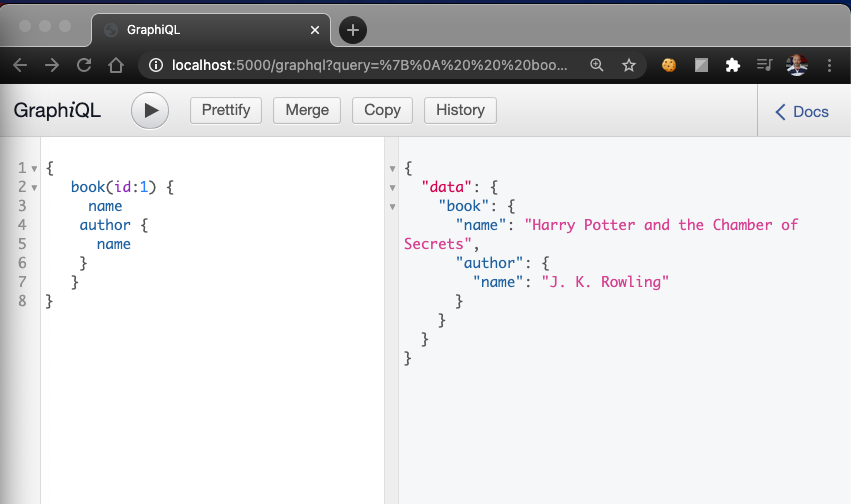 GraphiQL
localhost:5000/graphql?query=%7B%0A%20%20%20boo...
GraphiQL
Prettify
Merge
Copy
History
Docs
1 {
2 book(id:1) {
3 name
4 author {
5 name
6 }
7 }
8 }
{
"data": {
"book": {
"name": "Harry Potter and the Chamber of
Secrets",
"author": {
"name": "J. K. Rowling"
}
}
}
}